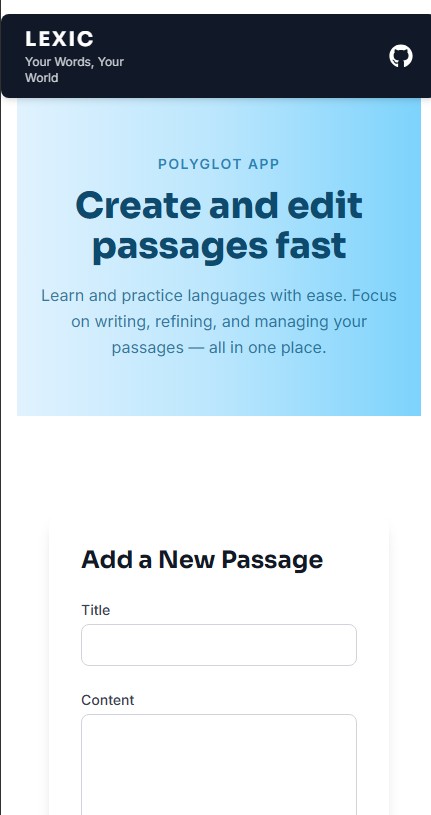 LEXIC
Your Words, Your
World
POLYGLOT APP
Create and edit
passages fast
Learn and practice languages with ease. Focus
on writing, refining, and managing your
passages — all in one place.
Add a New Passage
Title
Content